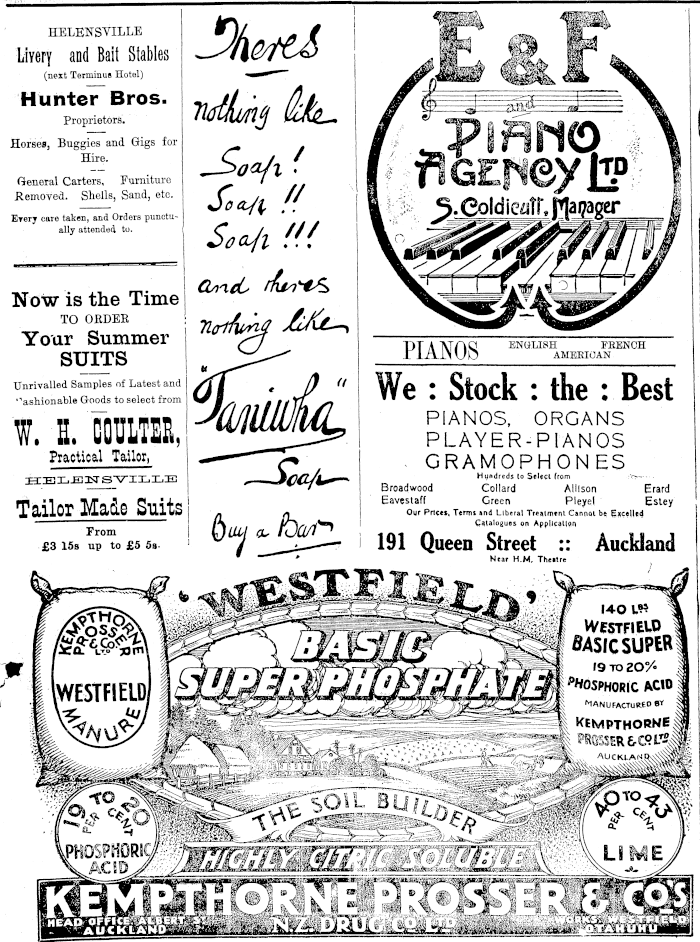 HELENSVILLE
Livery and Bait Stables
(next Terminus Hotel)
Hunter Bros.
Proprietors.
Horses, Buggies and Gigs for
Hire.
General Carters, Furniture
Removed. Shells, Sand, etc.
Every care taken, and Orders punctu-
ally attended to.
Now is the Time
TO ORDER
Your Summer
SUITS
Unrivalled Samples of Latest and
Fashionable Goods to select from
W. H. COULTER,
Practical Tailor,
HELENSVILLE
Tailor Made Suits
From
£3 15s up to £5 5s.
Theres
nothing like
Soap!
Soap!!
Soap!!!
and theres
nothing like
"Taniwha"
Soap
Buy a Bar
E & F
and
PIANO
AGENCY LTD
S. Coldicutt. Manager
PIANOS ENGLISH FRENCH
AMERICAN
We : Stock : the : Best
PIANOS, ORGANS
PLAYER-PIANOS
GRAMOPHONES
Hundreds to Select from
Broadwood Collard Allison Erard
Eavestaff Green Pleyel Estey
Our Prices, Terms and Liberal Treatment Cannot be Excelled
Catalogues on Application
191 Queen Street :: Auckland
Near H.M. Theatre
'WESTFIELD'
BASIC
SUPER PHOSPHATE
KEMPTHORNE
PROSSER
& Co. LTD
WESTFIELD
MANURE
140 LBS
WESTFIELD
BASIC SUPER
19 TO 20%
PHOSPHORIC ACID
MANUFACTURED BY
KEMPTHORNE
PROSSER & CO LTD
AUCKLAND
19 TO 20
PER CENT
PHOSPHORIC
ACID
THE SOIL BUILDER
HIGHLY CITRIC SOLUBLE
40 TO 43
PER CENT
LIME
KEMPTHORNE PROSSER & CO'S
HEAD OFFICE ALBERT ST
AUCKLAND
N.Z. DRUG CO. LTD
WORKS. WESTFIELD
OTAHUHU